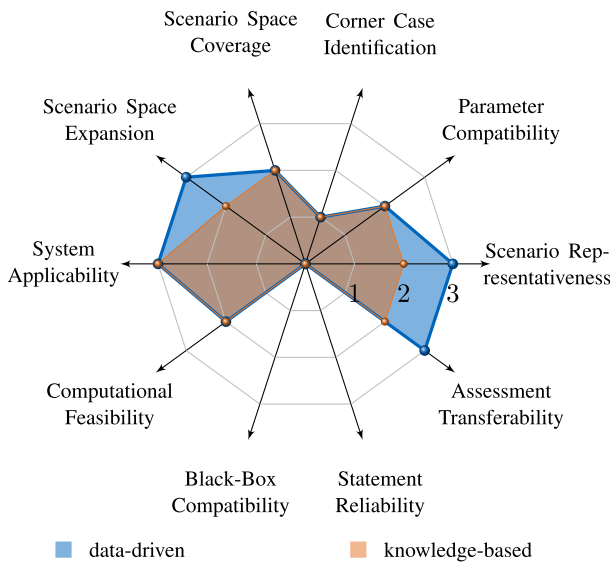 Scenario Space
Coverage
Corner Case
Identification
Scenario Space
Expansion
Parameter
Compatibility
System
Applicability
Scenario Rep-
resentativeness
1 2 3
Computational
Feasibility
Assessment
Transferability
Black-Box
Compatibility
Statement
Reliability
data-driven
knowledge-based